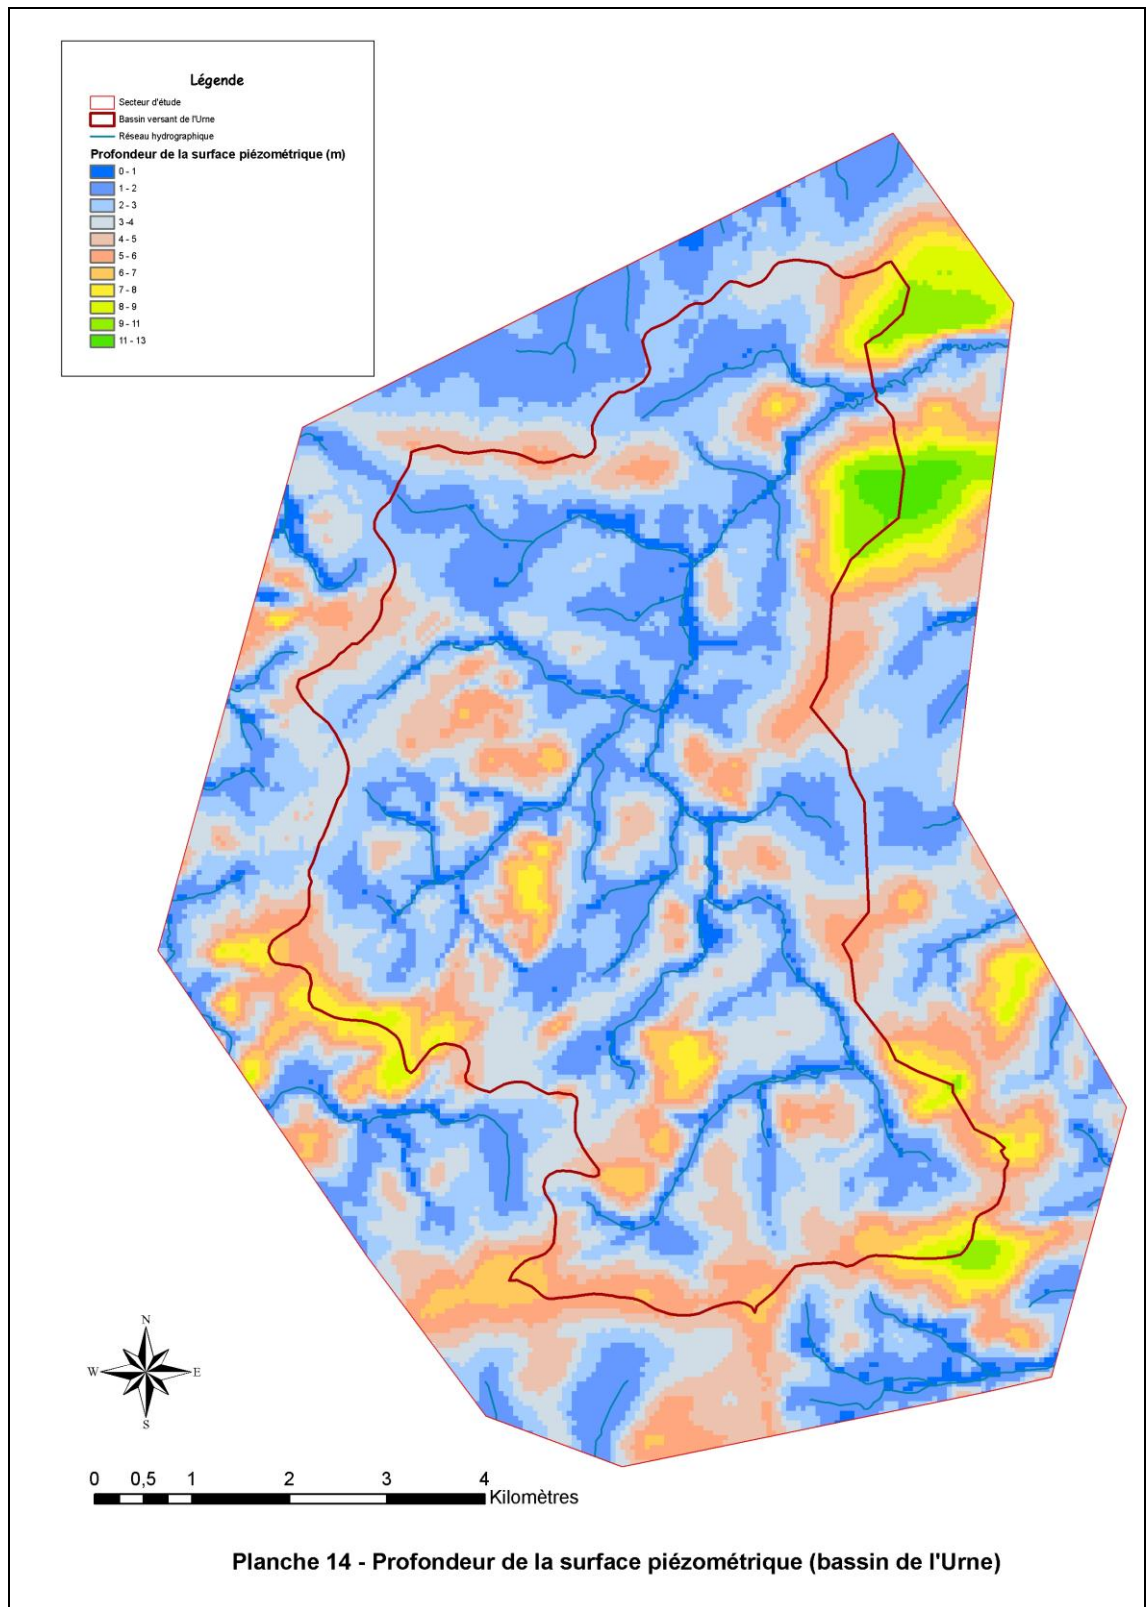 Légende
Secteur d'étude
Bassin versant de l'Urne
Réseau hydrographique
Profondeur de la surface piézométrique (m)
0 - 1
1 - 2
2 - 3
3 -4
4 - 5
5 - 6
6 - 7
7 - 8
8 - 9
9 - 11
11 - 13
N
W E
S
0 0,5 1 2 3 4
Kilomètres
Planche 14 - Profondeur de la surface piézométrique (bassin de l'Urne)